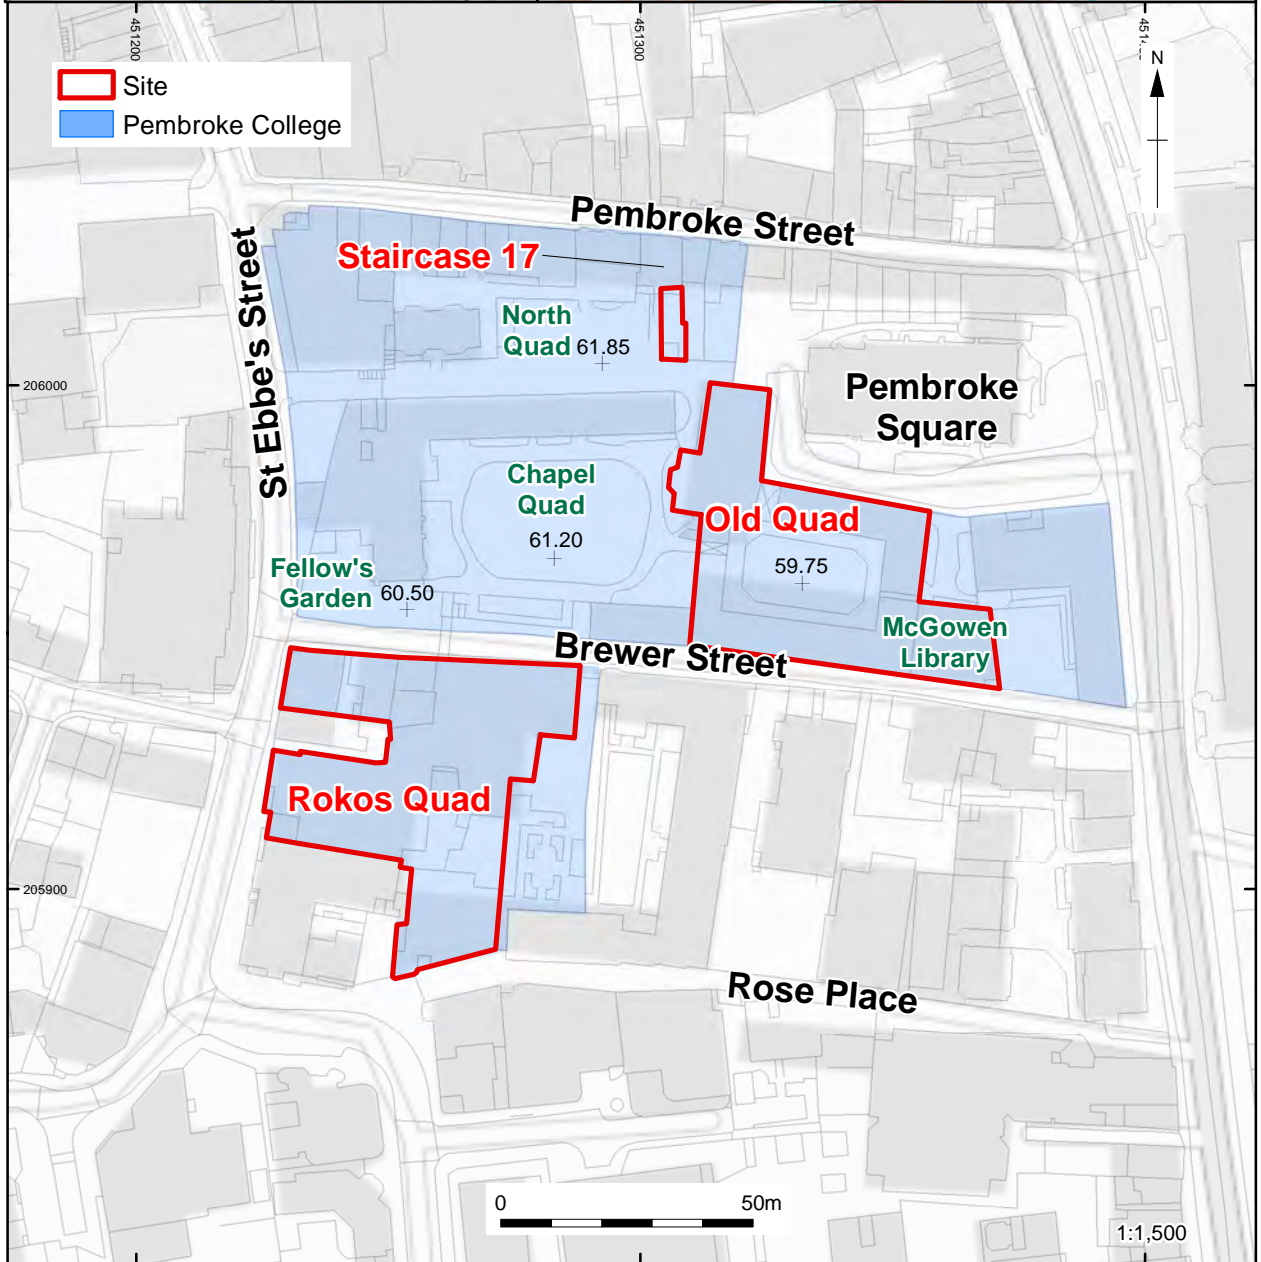 451200
451300
N
Site
Pembroke College
Pembroke Street
Staircase 17
St Ebbe's Street
North
Quad
61.85
206000
Pembroke
Square
Chapel
Quad
61.20
Old Quad
59.75
Fellow's
Garden
60.50
McGowen
Library
Brewer Street
Rokos Quad
205900
Rose Place
0
50m
1:1,500